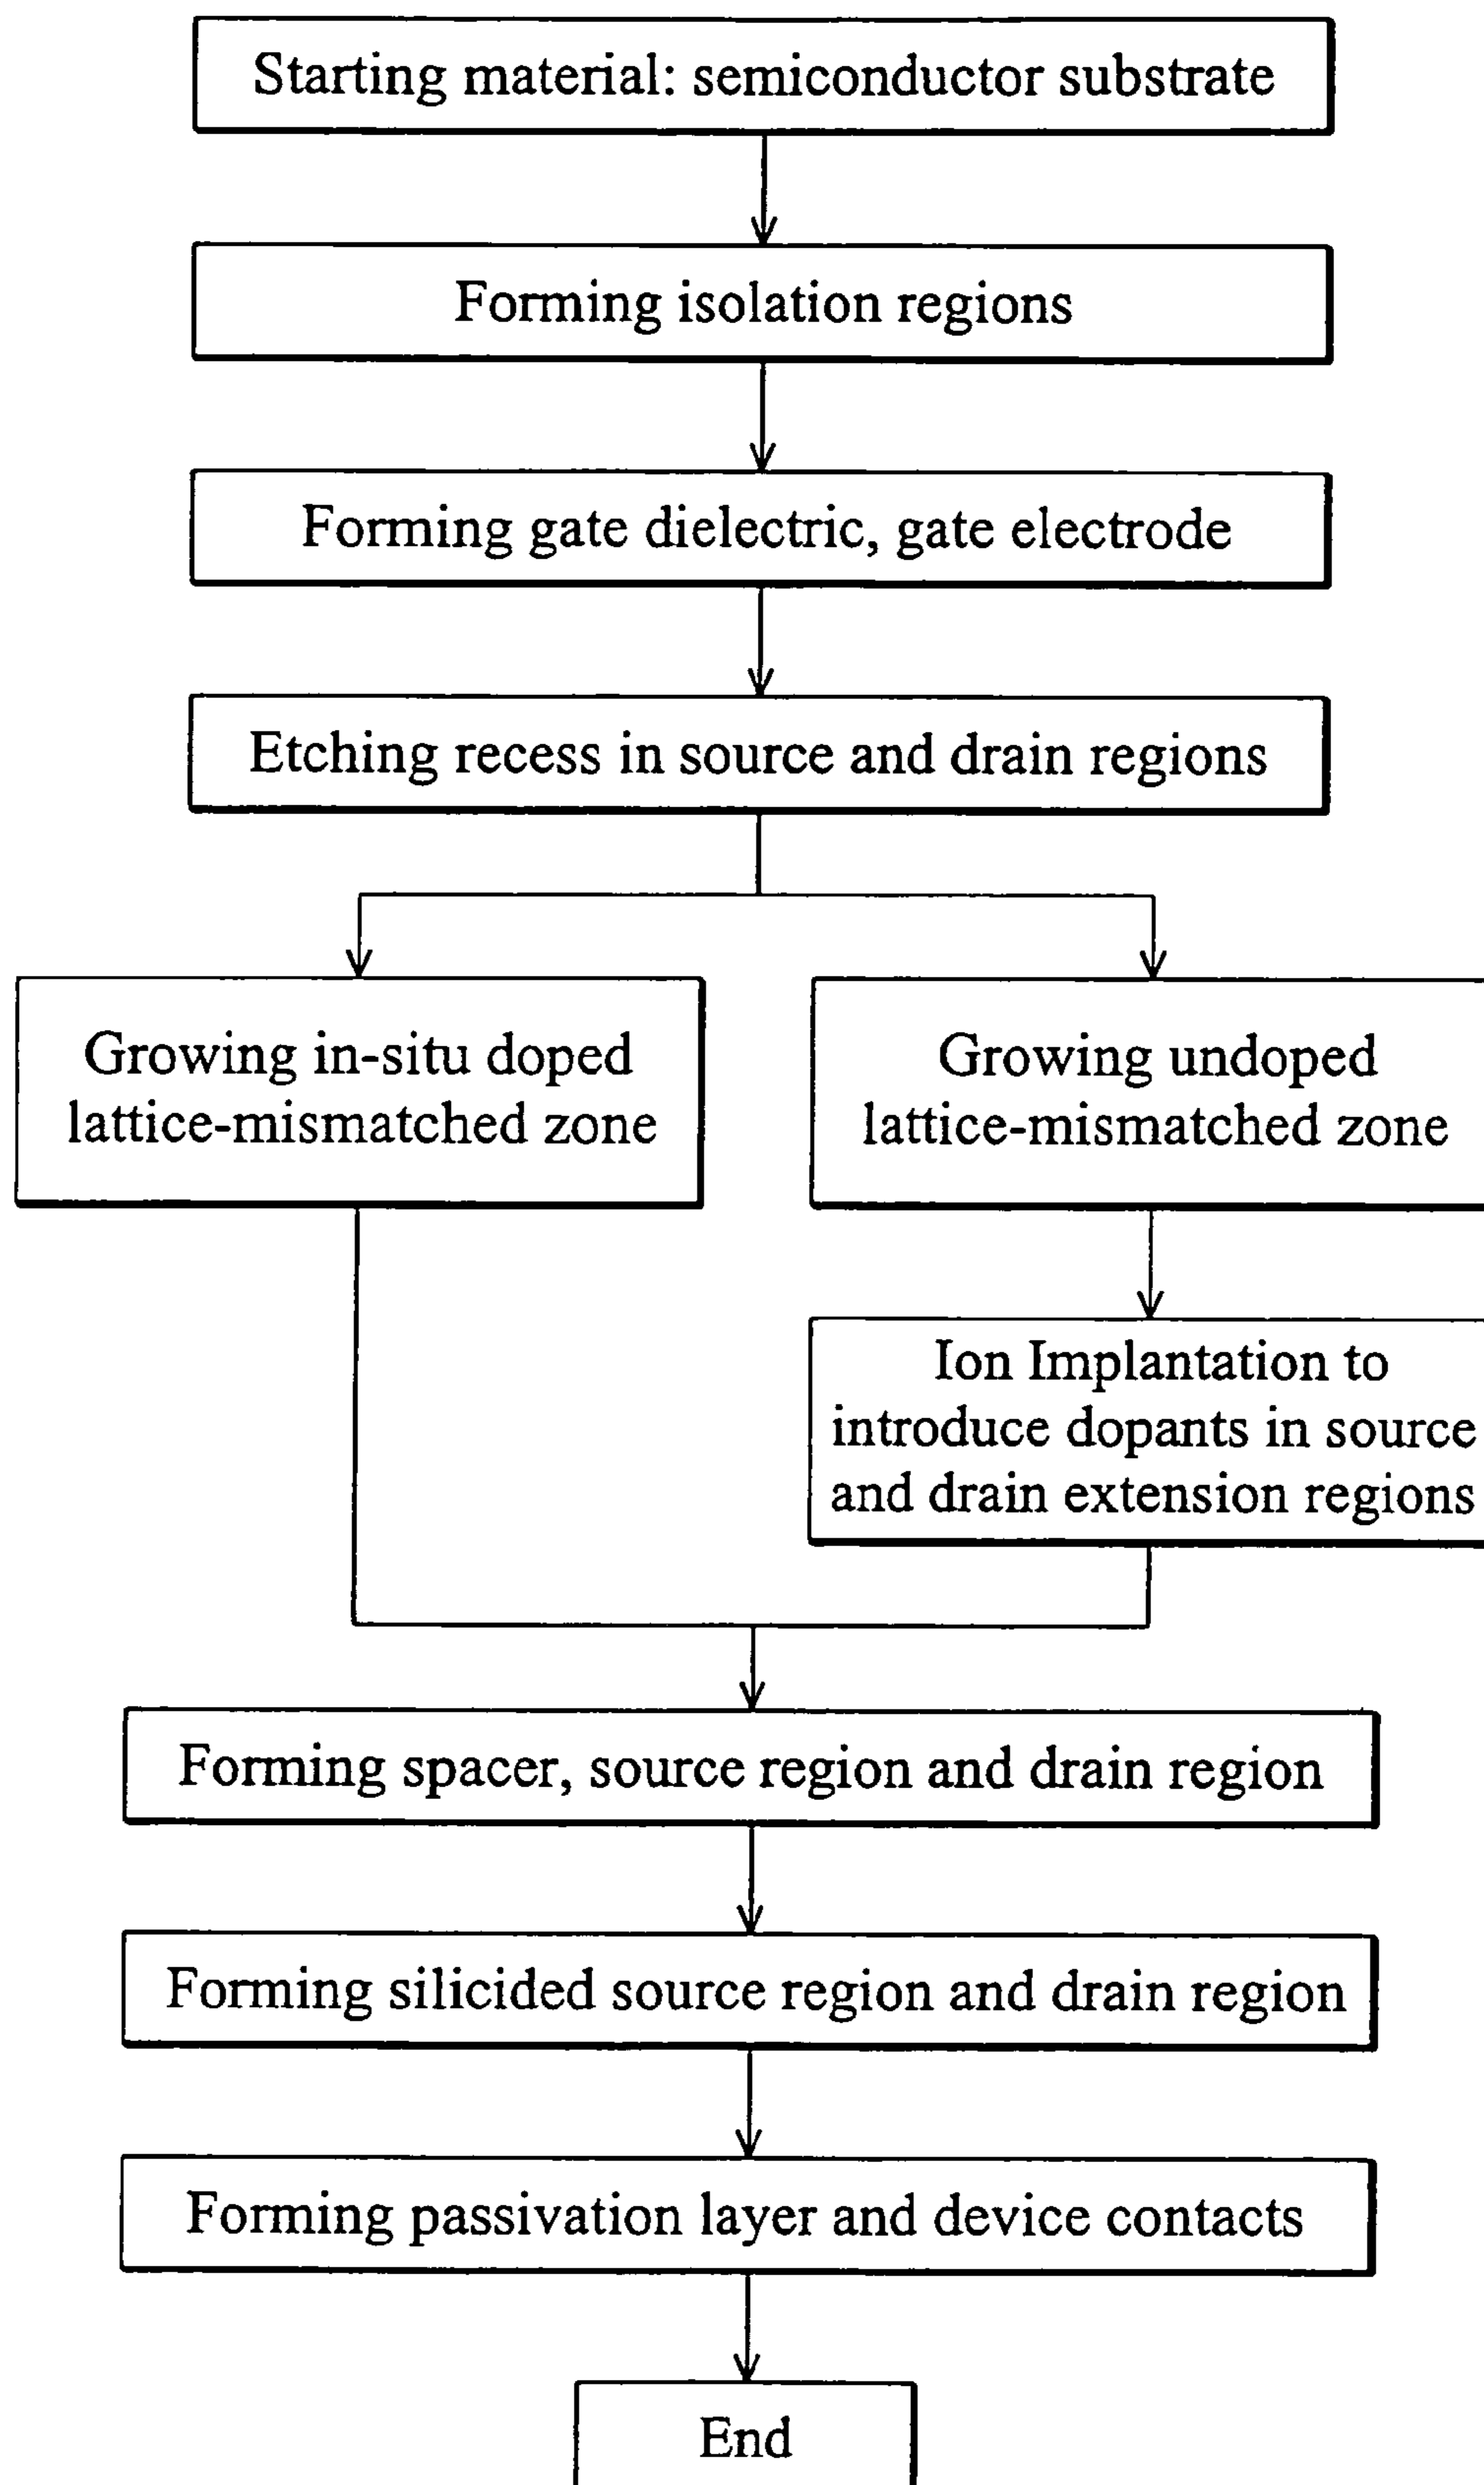 Starting material: semiconductor substrate
Forming isolation regions
Forming gate dielectric, gate electrode
Etching recess in source and drain regions
Growing in-situ doped
lattice-mismatched zone
Growing undoped
lattice-mismatched zone
Ion Implantation to
introduce dopants in source
and drain extension regions
Forming spacer, source region and drain region
Forming silicided source region and drain region
Forming passivation layer and device contacts
End